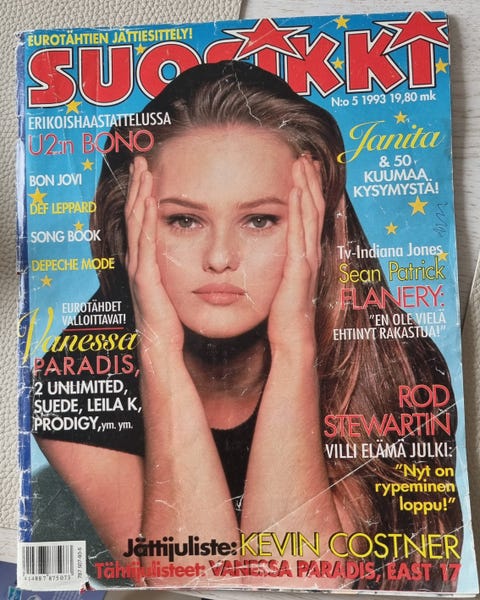 EUROTÄHTIEN JÄTTIESITTELY!
SUOSIKKI
N:o 5 1993 19,80 mk
ERIKOISHAASTATTELUSSA
U2:n BONO
BON JOVI
DEF LEPPARD
SONG BOOK
DEPECHE MODE
EUROTÄHDET
VALLOITTAVAT!
Vanessa
PARADIS,
2 UNLIMITED,
SUEDE, LEILA K,
PRODIGY, ym. ym.
Janita
& 50
KUUMAA
KYSYMYSTÄ!
Tv-Indiana Jones
Sean Patrick
FLANERY:
"EN OLE VIELÄ
EHTINYT RAKASTUA!"
ROD
STEWARTIN
VILLI ELÄMÄ JULKI:
"Nyt on
rypeminen
loppu!"
Jättijuliste: KEVIN COSTNER
Tähtijulisteet: VANESSA PARADIS, EAST 17